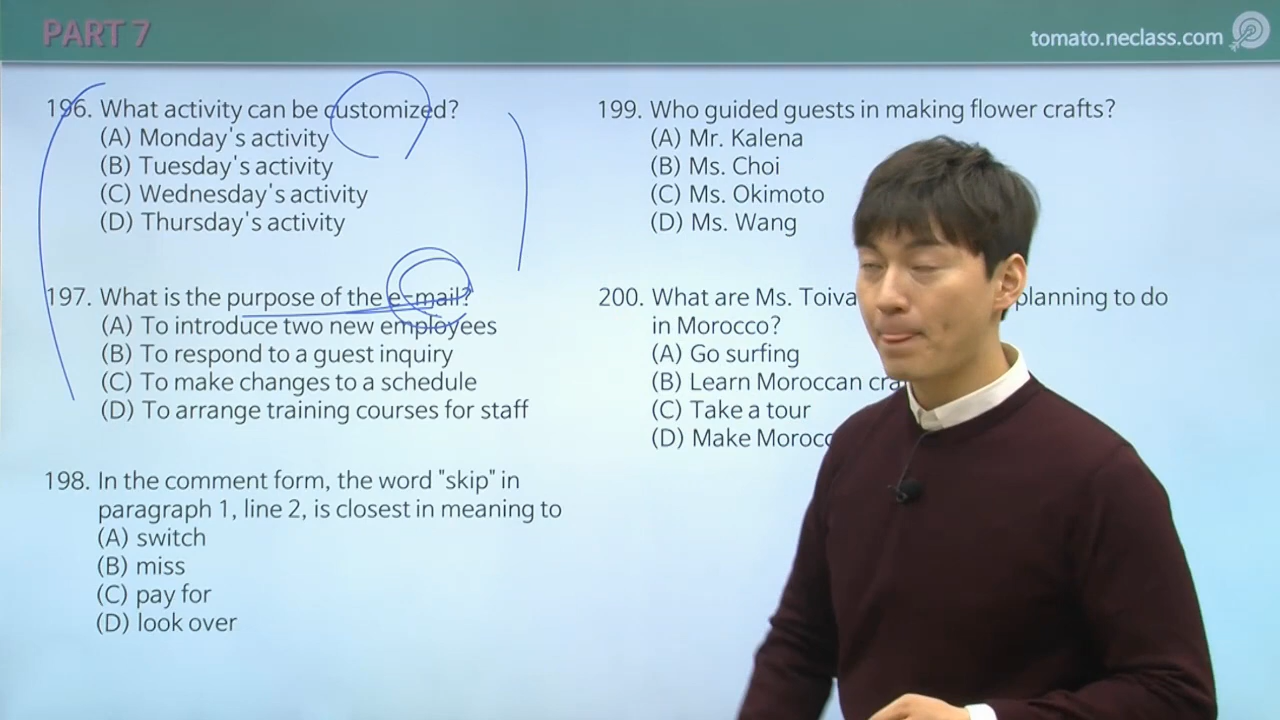 PART 7
tomato.neclass.com
196. What activity can be customized?
(A) Monday's activity
(B) Tuesday's activity
(C) Wednesday's activity
(D) Thursday's activity
197. What is the purpose of the e-mail?
(A) To introduce two new employees
(B) To respond to a guest inquiry
(C) To make changes to a schedule
(D) To arrange training courses for staff
198. In the comment form, the word "skip" in
paragraph 1, line 2, is closest in meaning to
(A) switch
(B) miss
(C) pay for
(D) look over
199. Who guided guests in making flower crafts?
(A) Mr. Kalena
(B) Ms. Choi
(C) Ms. Okimoto
(D) Ms. Wang
200. What are Ms. planning to do
in Morocco?
(A) Go surfing
(B) Learn Moroccan
(C) Take a tour
(D) Make